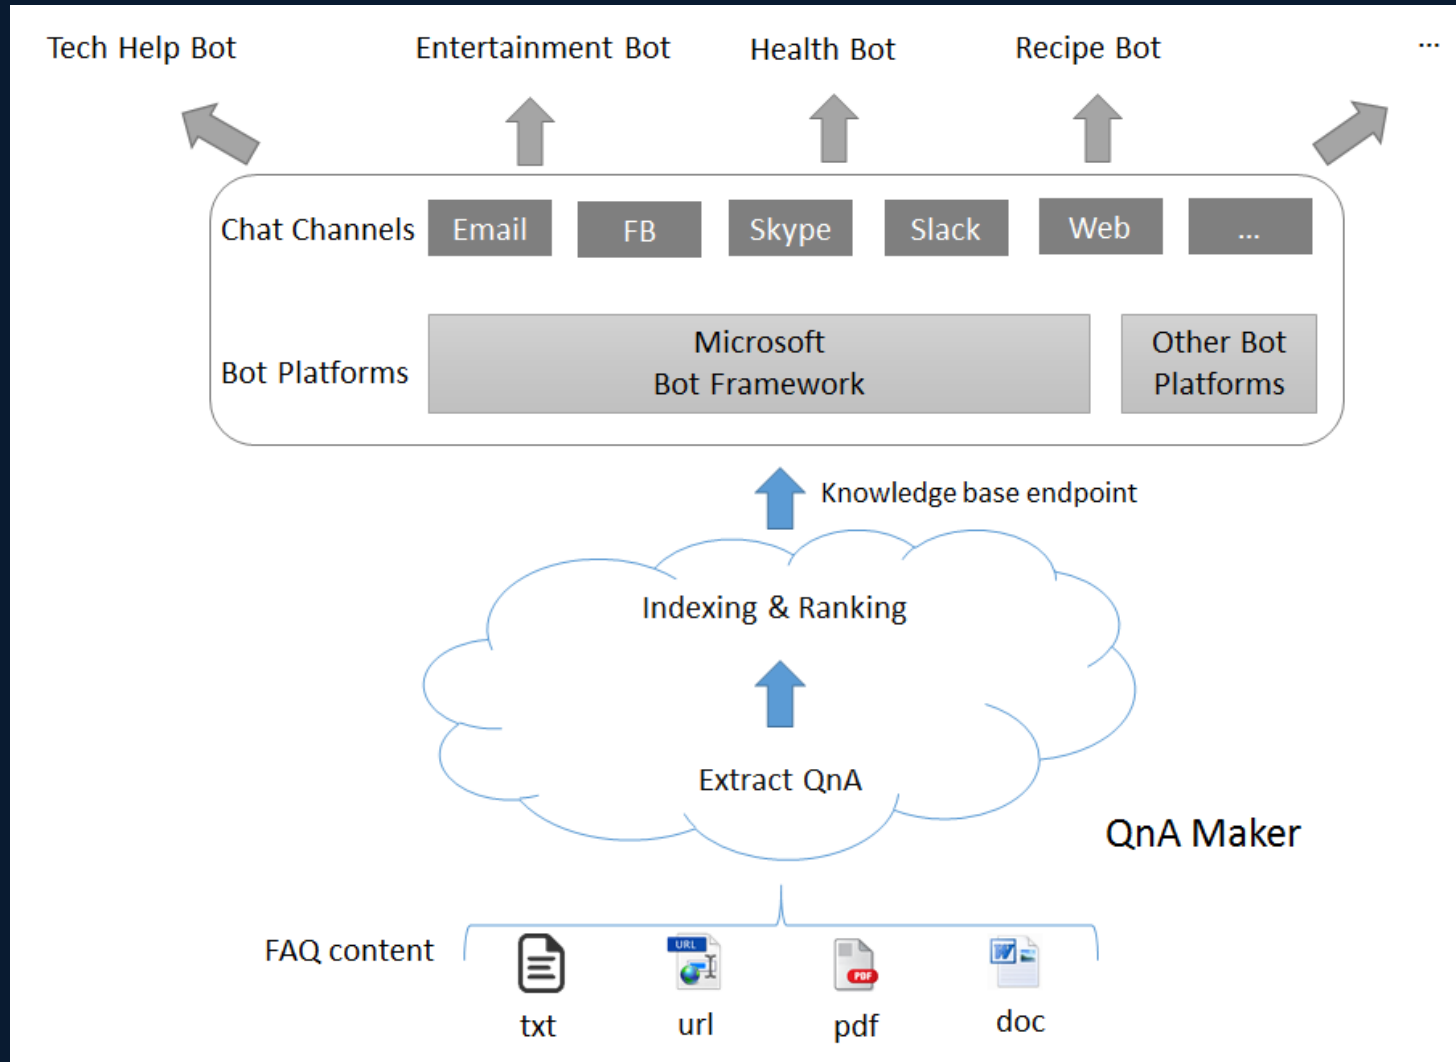 Tech Help Bot
Entertainment Bot
Health Bot
Recipe Bot
...
Chat Channels
Email
FB
Skype
Slack
Web
...
Bot Platforms
Microsoft
Bot Framework
Other Bot
Platforms
Knowledge base endpoint
Indexing & Ranking
Extract QnA
QnA Maker
FAQ content
URL
PDF
W
txt
url
pdf
doc